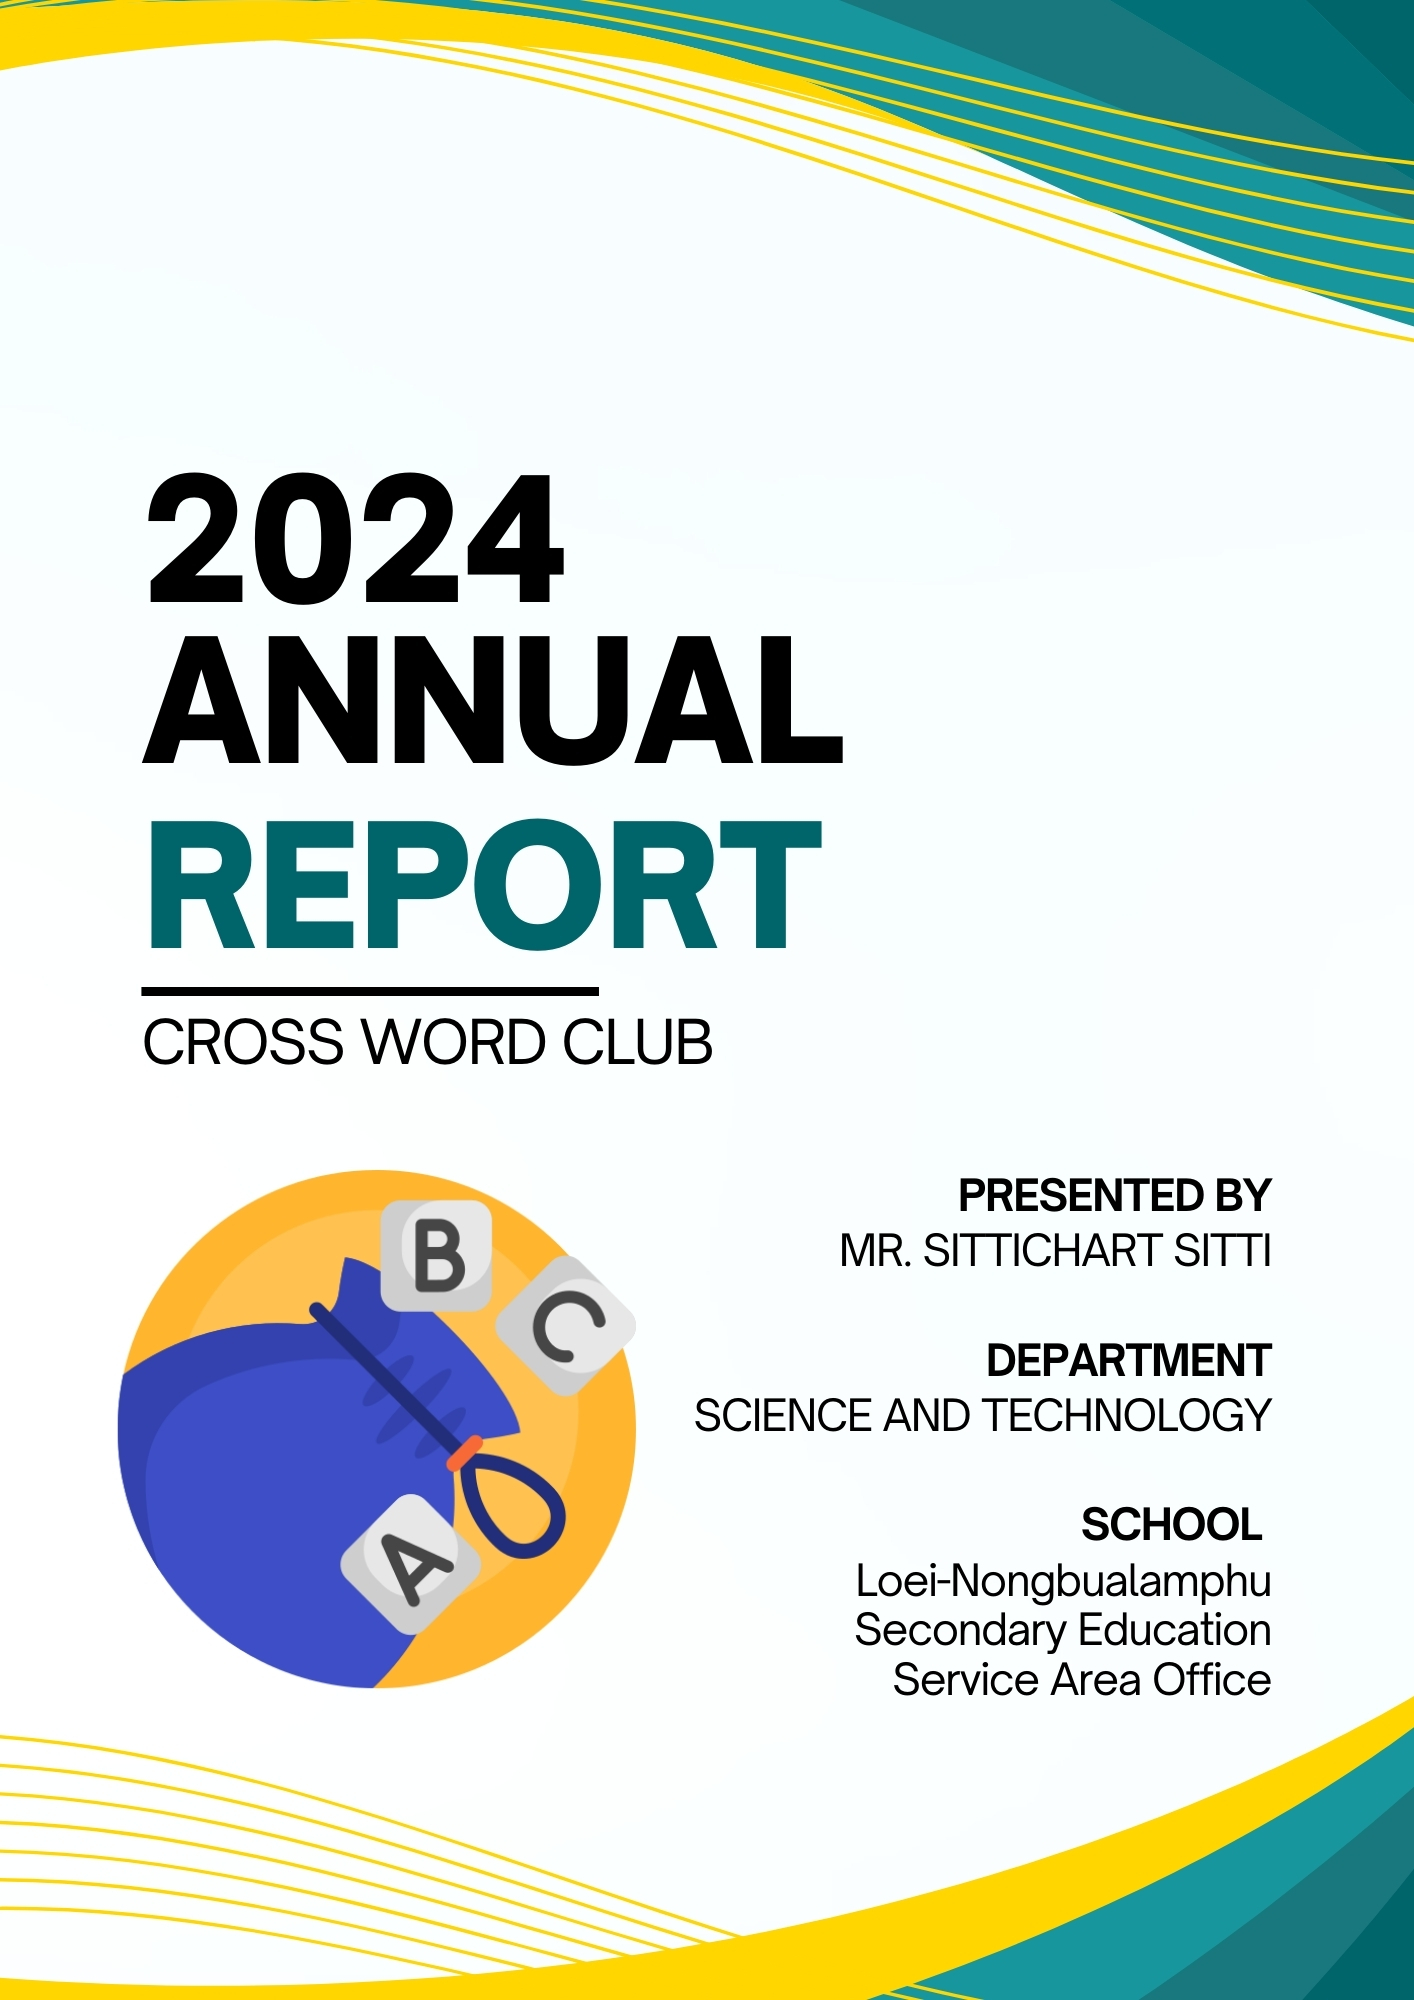 2024
ANNUAL
REPORT
CROSS WORD CLUB
B
C
A
PRESENTED BY
MR. SITTICHART SITTI
DEPARTMENT
SCIENCE AND TECHNOLOGY
SCHOOL
Loei-Nongbualamphu
Secondary Education
Service Area Office